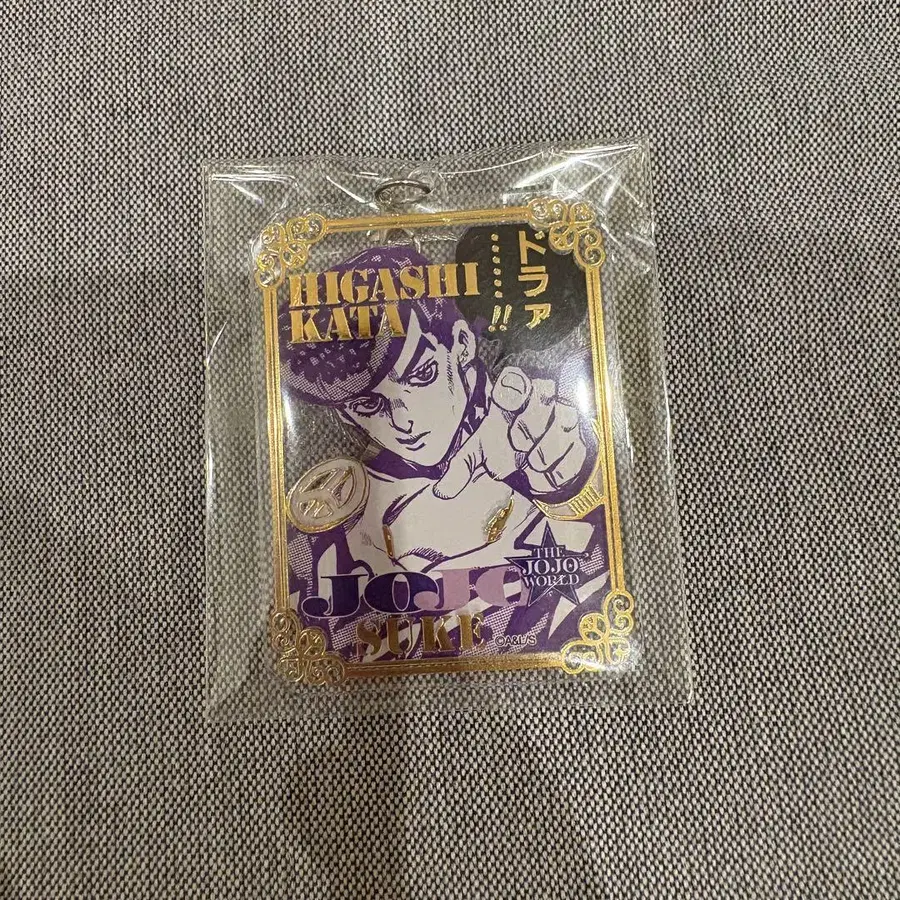 HIGASHI
KATA
ドラァ
……!!
THE
JOJO
WORLD
JOJO
SUKE
©A&L/S